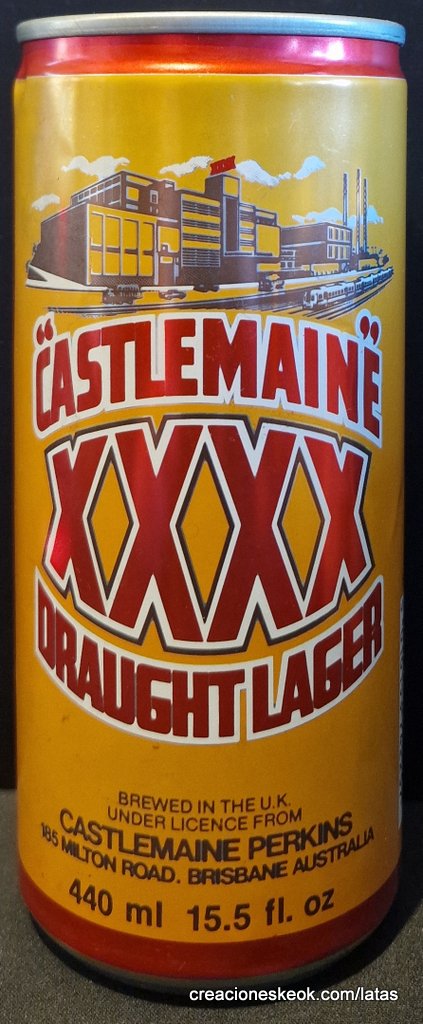 XXXX
"CASTLEMAINE"
XXXX
DRAUGHT LAGER
BREWED IN THE U.K.
UNDER LICENCE FROM
CASTLEMAINE PERKINS
185 MILTON ROAD. BRISBANE AUSTRALIA
440 ml 15.5 fl. oz
creacioneskeok.com/latas